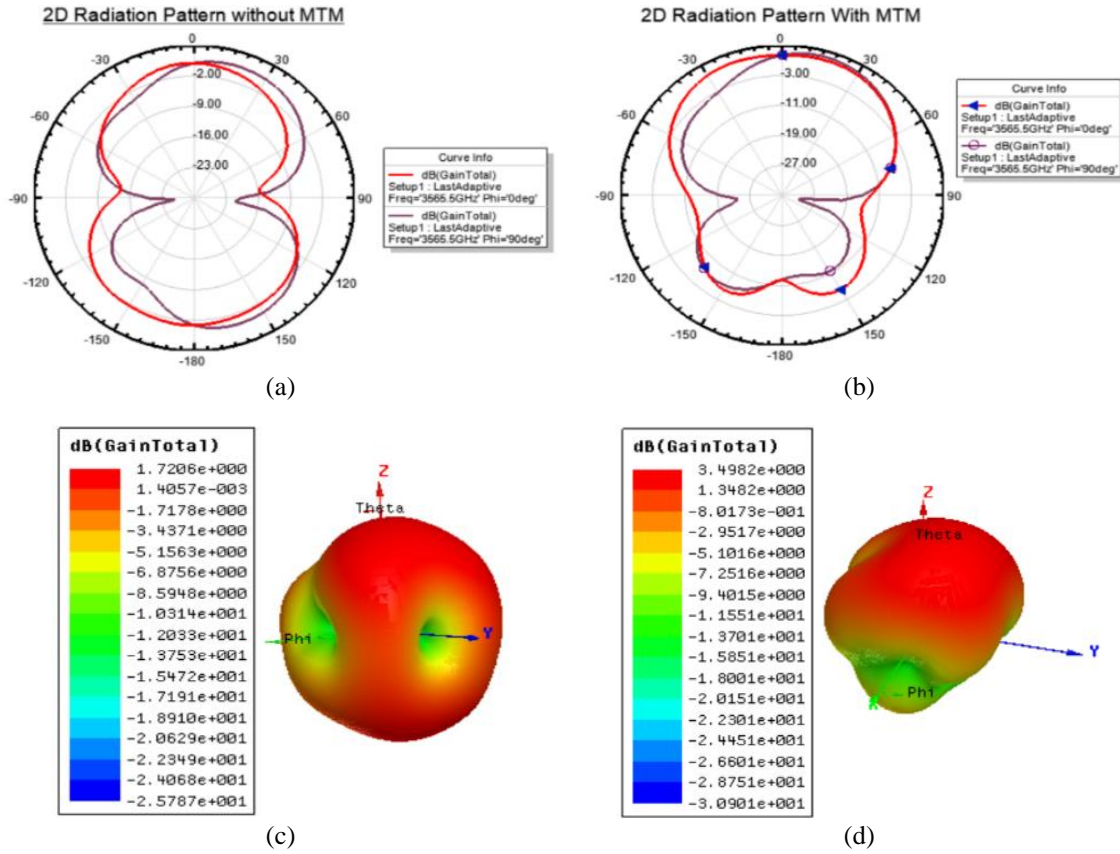 2D Radiation Pattern without MTM
0
-30
30
-2.00
-60
60
-9.00
-16.00
-23.00
-90
90
-120
120
-150
150
-180
Curve Info
dB(GainTotal)
Setup1 : LastAdaptive
Freq='3565.5GHz' Phi='0deg'
dB(GainTotal)
Setup1 : LastAdaptive
Freq='3565.5GHz' Phi='90deg'
(a)
2D Radiation Pattern With MTM
0
-30
30
-3.00
-60
60
-11.00
-19.00
-27.00
-90
90
-120
120
-150
150
-180
Curve Info
dB(GainTotal)
Setup1 : LastAdaptive
Freq='3565.5GHz' Phi='0deg'
dB(GainTotal)
Setup1 : LastAdaptive
Freq='3565.5GHz' Phi='90deg'
(b)
dB(GainTotal)
1.7206e+000
1.4057e-003
-1.7178e+000
-3.4371e+000
-5.1563e+000
-6.8756e+000
-8.5948e+000
-1.0314e+001
-1.2033e+001
-1.3753e+001
-1.5472e+001
-1.7191e+001
-1.8910e+001
-2.0629e+001
-2.2349e+001
-2.4068e+001
-2.5787e+001
Z
Theta
Phi
Y
(c)
dB(GainTotal)
3.4982e+000
1.3482e+000
-8.0173e-001
-2.9517e+000
-5.1016e+000
-7.2516e+000
-9.4015e+000
-1.1551e+001
-1.3701e+001
-1.5851e+001
-1.8001e+001
-2.0151e+001
-2.2301e+001
-2.4451e+001
-2.6601e+001
-2.8751e+001
-3.0901e+001
Z
Theta
Y
X
Phi
(d)